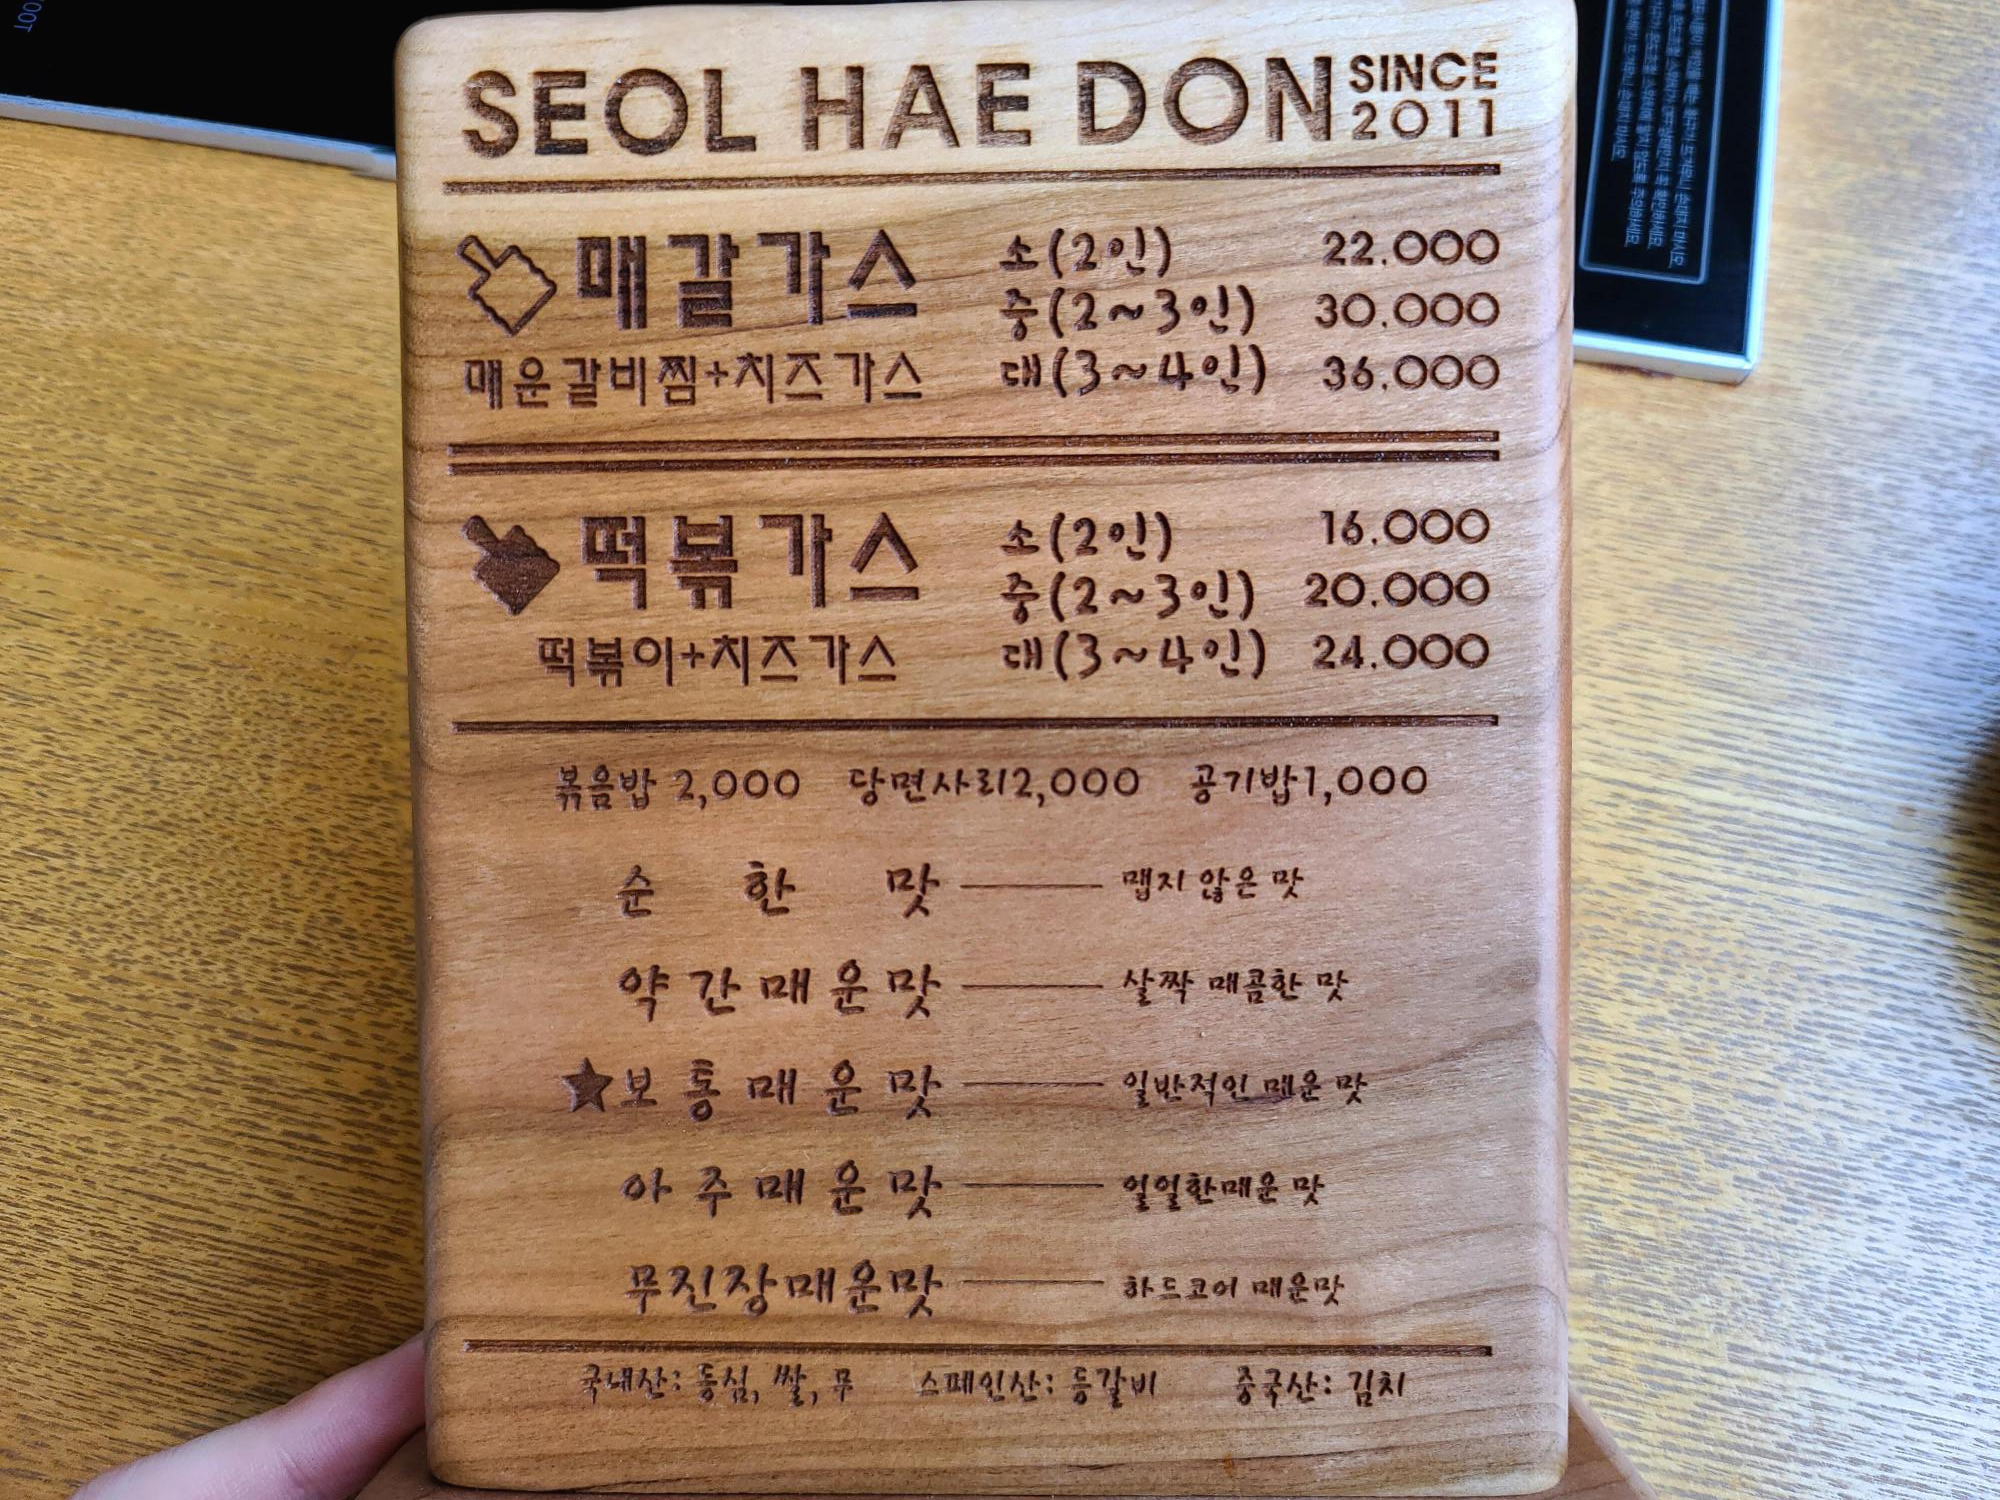 SEOL HAE DON SINCE 2011
매갈가스 소(2인) 22.000
중(2~3인) 30.000
매운갈비찜+치즈가스 대(3~4인) 36.000
떡볶가스 소(2인) 16.000
중(2~3인) 20.000
떡볶이+치즈가스 대(3~4인) 24.000
볶음밥 2,000 당면사리2,000 공기밥1,000
순한맛 맵지 않은 맛
약간매운맛 살짝 매콤한 맛
★보통매운맛 일반적인 매운 맛
아주매운맛 얼얼한매운 맛
무진장매운맛 하드코어 매운맛
국내산: 등심, 쌀, 무 스페인산: 등갈비 중국산: 김치